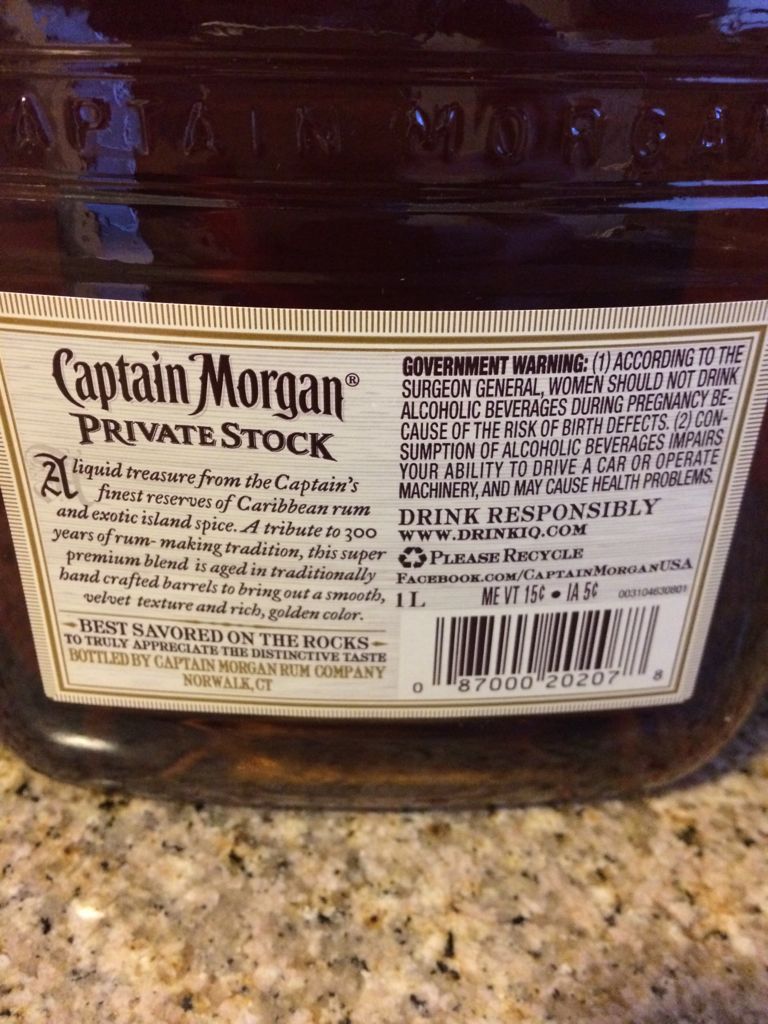 CAPTAIN MORGAN
Captain Morgan®
PRIVATE STOCK
A liquid treasure from the Captain's
finest reserves of Caribbean rum
and exotic island spice. A tribute to 300
years of rum-making tradition, this super
premium blend is aged in traditionally
hand crafted barrels to bring out a smooth,
velvet texture and rich, golden color.
BEST SAVORED ON THE ROCKS
TO TRULY APPRECIATE THE DISTINCTIVE TASTE
BOTTLED BY CAPTAIN MORGAN RUM COMPANY
NORWALK, CT
GOVERNMENT WARNING: (1) ACCORDING TO THE
SURGEON GENERAL, WOMEN SHOULD NOT DRINK
ALCOHOLIC BEVERAGES DURING PREGNANCY BE-
CAUSE OF THE RISK OF BIRTH DEFECTS. (2) CON-
SUMPTION OF ALCOHOLIC BEVERAGES IMPAIRS
YOUR ABILITY TO DRIVE A CAR OR OPERATE
MACHINERY, AND MAY CAUSE HEALTH PROBLEMS.
DRINK RESPONSIBLY
WWW.DRINKIQ.COM
PLEASE RECYCLE
FACEBOOK.COM/CAPTAINMORGANUSA
1 L ME VT 15¢ • IA 5¢ 003104630801
0 87000 20207 8